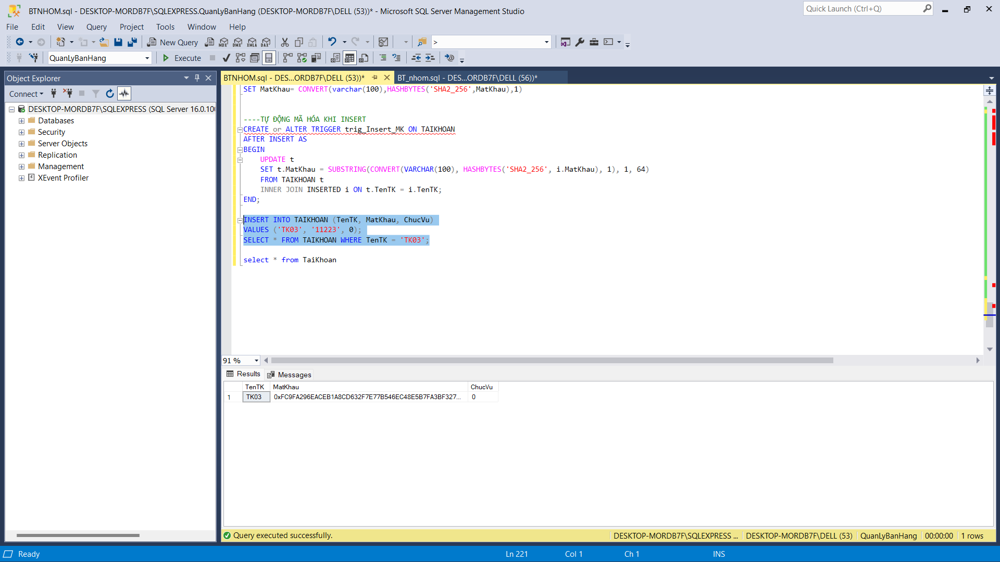 BTNHOM.sql - DESKTOP-MORDB7F\SQLEXPRESS.QuanLyBanHang (DESKTOP-MORDB7F\DELL (53))* - Microsoft SQL Server Management Studio
Quick Launch (Ctrl+Q)
File Edit View Query Project Tools Window Help
New Query MDX DMX XMLA DAX >
QuanLyBanHang Execute
Object Explorer
Connect
DESKTOP-MORDB7F\SQLEXPRESS (SQL Server 16.0.10
Databases
Security
Server Objects
Replication
Management
XEvent Profiler
BTNHOM.sql - DES...ORDB7F\DELL (53))* BT_nhom.sql - DES...ORDB7F\DELL (56))*
SET MatKhau= CONVERT(varchar(100),HASHBYTES('SHA2_256',MatKhau),1)
----TỰ ĐỘNG MÃ HÓA KHI INSERT
CREATE or ALTER TRIGGER trig_Insert_MK ON TAIKHOAN
AFTER INSERT AS
BEGIN
UPDATE t
SET t.MatKhau = SUBSTRING(CONVERT(VARCHAR(100), HASHBYTES('SHA2_256', i.MatKhau), 1), 1, 64)
FROM TAIKHOAN t
INNER JOIN INSERTED i ON t.TenTK = i.TenTK;
END;
INSERT INTO TAIKHOAN (TenTK, MatKhau, ChucVu)
VALUES ('TK03', '11223', 0);
SELECT * FROM TAIKHOAN WHERE TenTK = 'TK03';
select * from TaiKhoan
91 %
Results Messages
TenTK MatKhau ChucVu
1 TK03 0xFC9FA296EACEB1A8CD632F7E77B546EC48E5B7FA3BF327... 0
Query executed successfully. DESKTOP-MORDB7F\SQLEXPRESS ... DESKTOP-MORDB7F\DELL (53) QuanLyBanHang 00:00:00 1 rows
Ready Ln 221 Col 1 Ch 1 INS